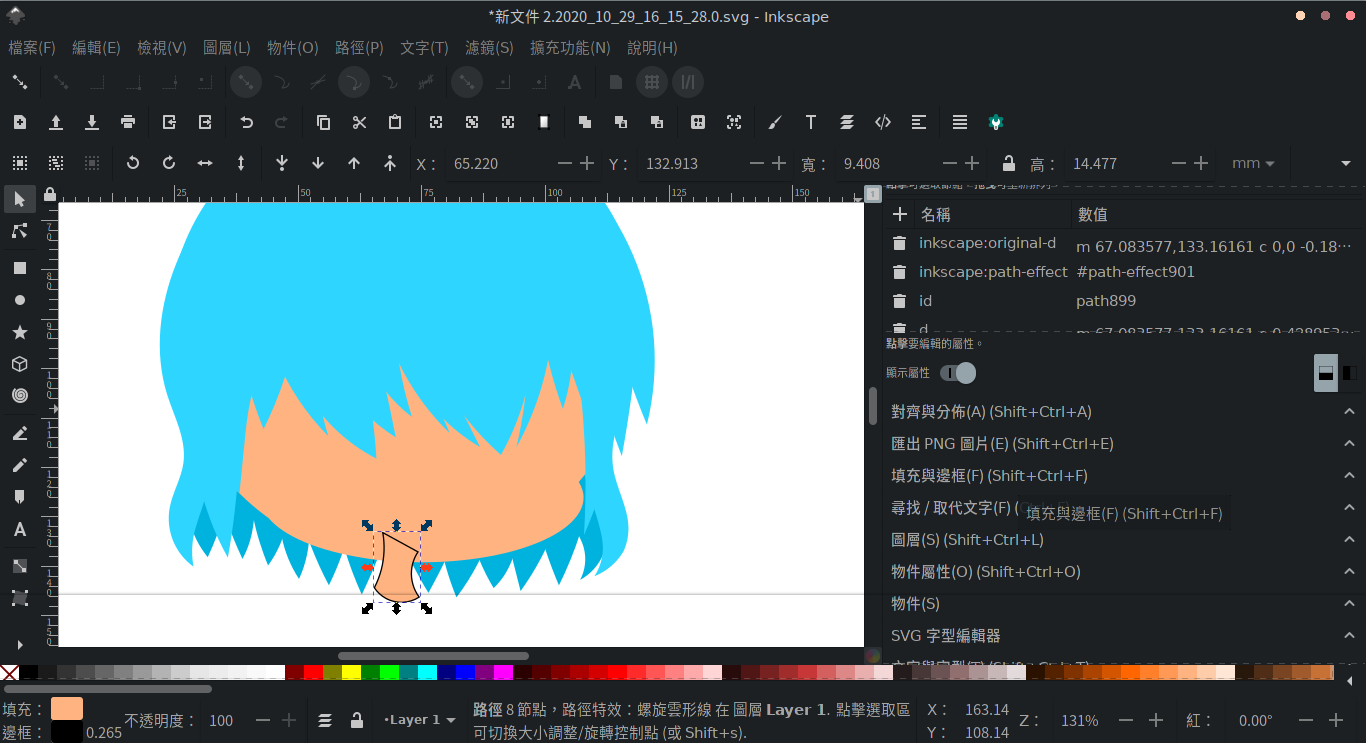 *新文件 2.2020_10_29_16_15_28.0.svg - Inkscape
檔案(F) 編輯(E) 檢視(V) 圖層(L) 物件(O) 路徑(P) 文字(T) 濾鏡(S) 擴充功能(N) 說明(H)
X： 65.220 Y： 132.913 寬： 9.408 高： 14.477 mm
25 50 75 100 125 150
1
名稱 數值
inkscape:original-d m 67.083577,133.16161 c 0,0 -0.18…
inkscape:path-effect #path-effect901
id path899
d m 67.083577,133.16161 c 0.428953…
點擊要編輯的屬性。
顯示屬性
對齊與分佈(A) (Shift+Ctrl+A)
匯出 PNG 圖片(E) (Shift+Ctrl+E)
填充與邊框(F) (Shift+Ctrl+F)
尋找 / 取代文字(F) (
填充與邊框(F) (Shift+Ctrl+F)
圖層(S) (Shift+Ctrl+L)
物件屬性(O) (Shift+Ctrl+O)
物件(S)
SVG 字型編輯器
填充： 不透明度： 100 •Layer 1 路徑 8 節點，路徑特效：螺旋雲形線 在 圖層 Layer 1. 點擊選取區 X： 163.14 Z： 131% 紅： 0.00°
邊框： 0.265 可切換大小調整/旋轉控制點 (或 Shift+s). Y： 108.14